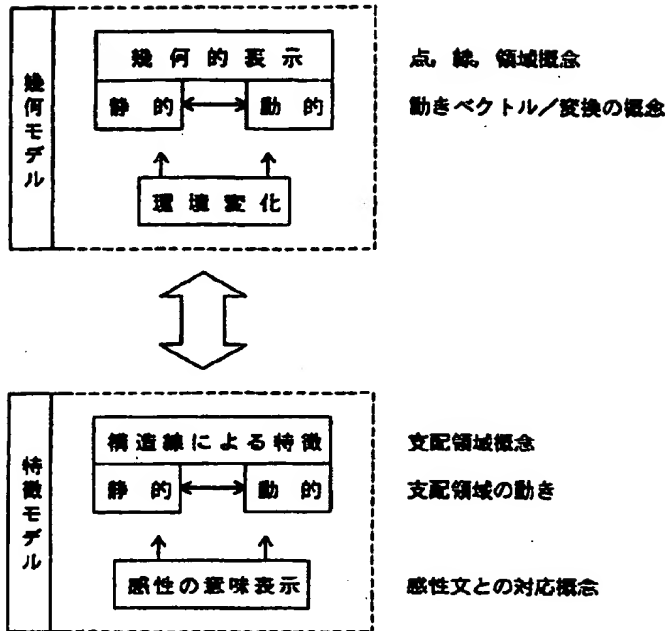 幾何モデル
幾何的表示
点, 線, 領域概念
静的
動的
動きベクトル／変換の概念
環境変化
特徴モデル
構造線による特徴
支配領域概念
静的
動的
支配領域の動き
感性の意味表示
感性文との対応概念